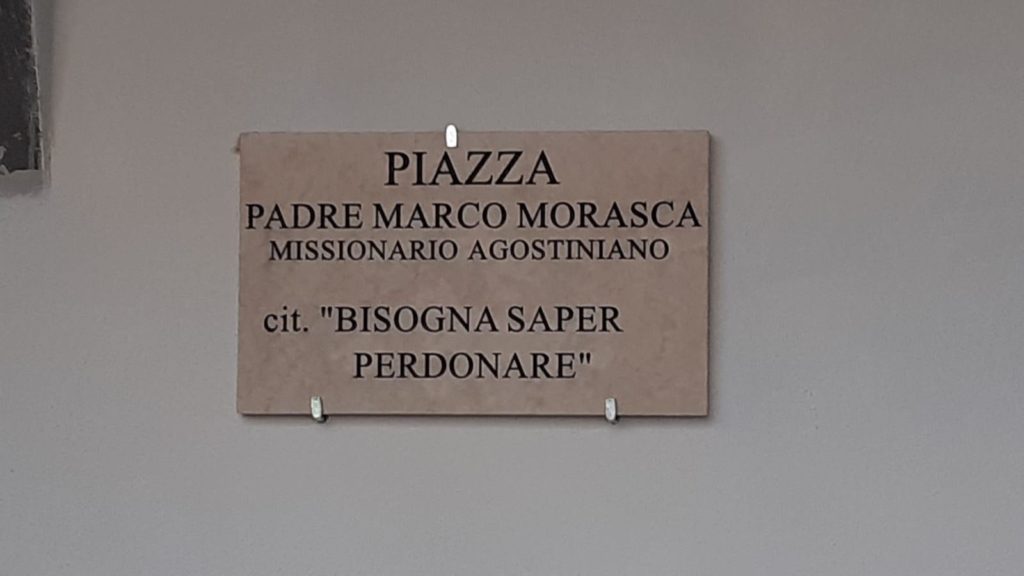 PIAZZA
PADRE MARCO MORASCA
MISSIONARIO AGOSTINIANO
cit. "BISOGNA SAPER
PERDONARE"